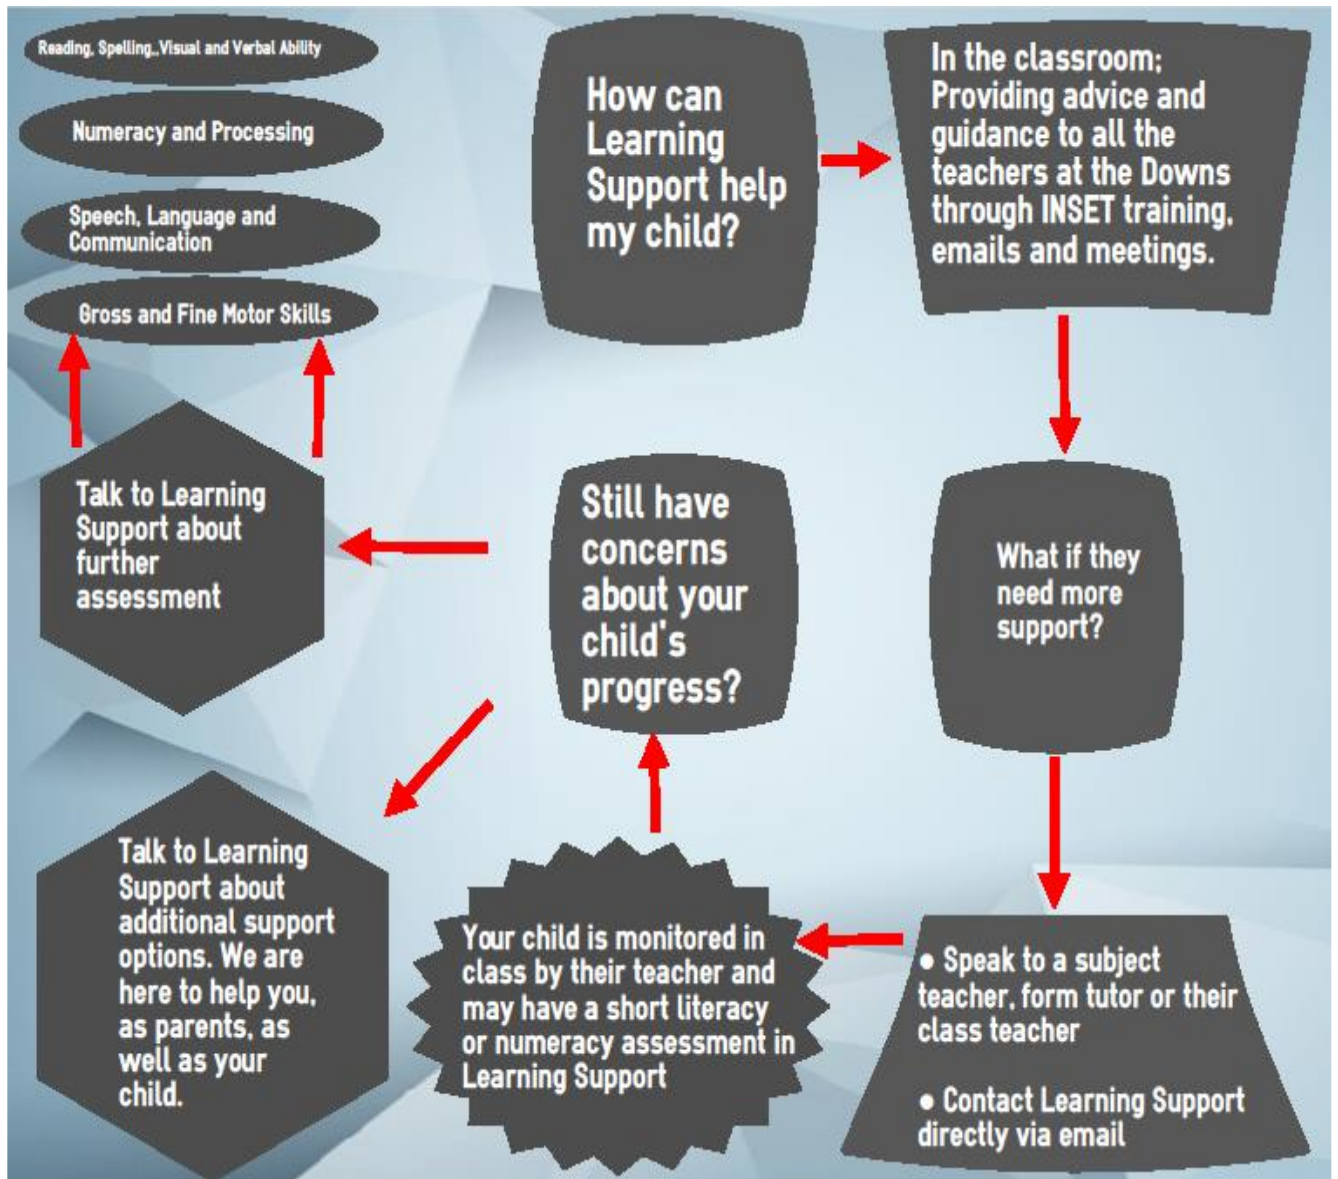 Reading, Spelling,.Visual and Verbal Ability
Numeracy and Processing
Speech, Language and
Communication
Gross and Fine Motor Skills
How can
Learning
Support help
my child?
In the classroom;
Providing advice and
guidance to all the
teachers at the Downs
through INSET training,
emails and meetings.
What if they
need more
support?
● Speak to a subject
teacher, form tutor or their
class teacher
● Contact Learning Support
directly via email
Your child is monitored in
class by their teacher and
may have a short literacy
or numeracy assessment in
Learning Support
Still have
concerns
about your
child's
progress?
Talk to Learning
Support about
further
assessment
Talk to Learning
Support about
additional support
options. We are
here to help you,
as parents, as
well as your
child.